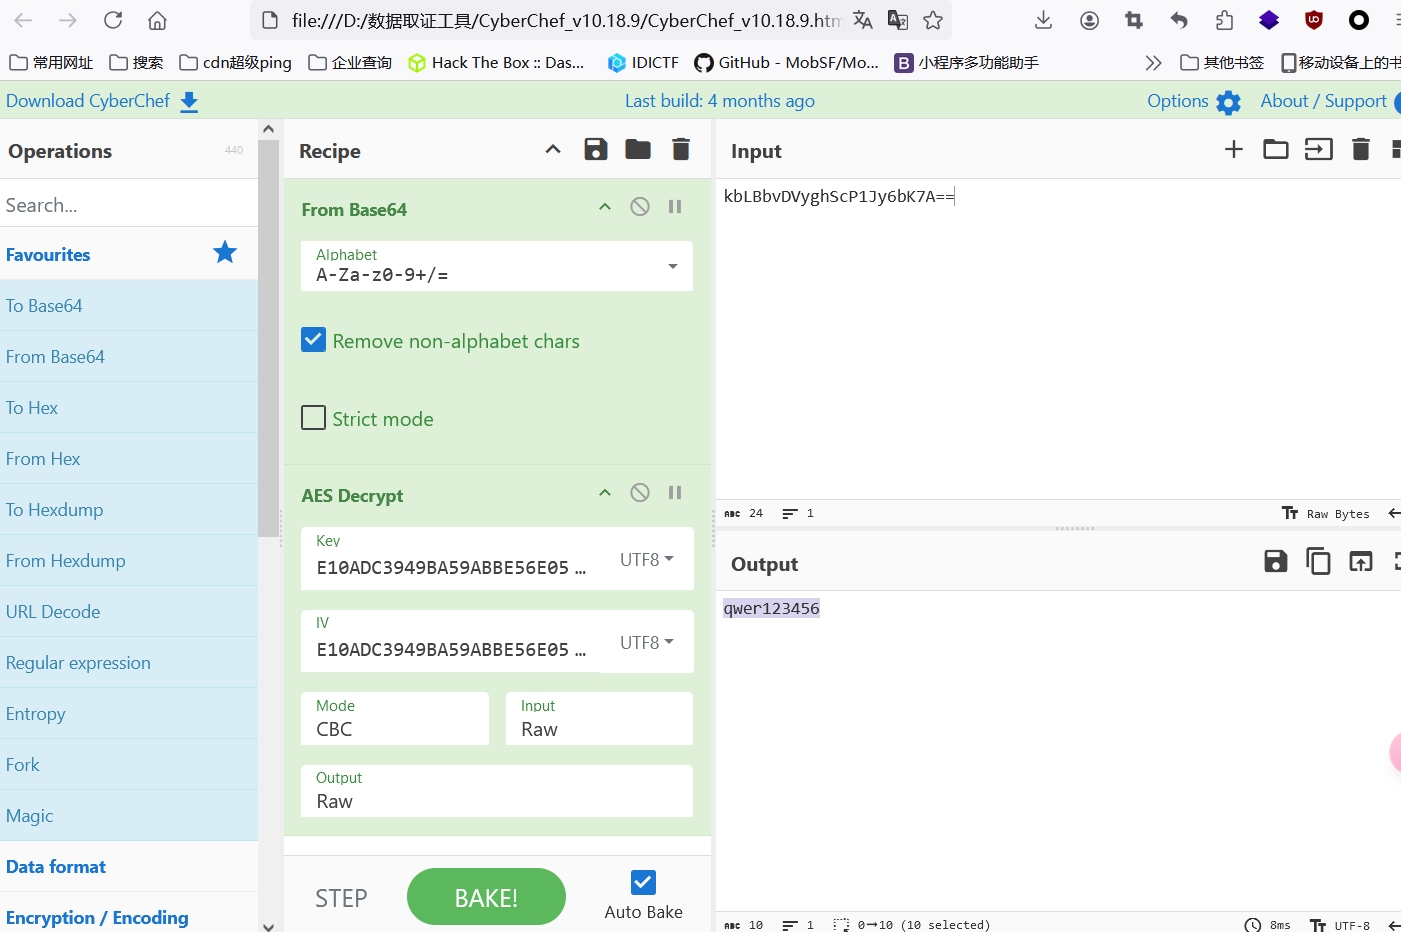 file:///D:/数据取证工具/CyberChef_v10.18.9/CyberChef_v10.18.9.htm
常用网址 搜索 cdn超级ping 企业查询 Hack The Box :: Das... IDICTF GitHub - MobSF/Mo... 小程序多功能助手 其他书签 移动设备上的书
Download CyberChef Last build: 4 months ago Options About / Support
Operations 440
Search...
Favourites
To Base64
From Base64
To Hex
From Hex
To Hexdump
From Hexdump
URL Decode
Regular expression
Entropy
Fork
Magic
Data format
Encryption / Encoding
Recipe
From Base64
Alphabet
A-Za-z0-9+/=
Remove non-alphabet chars
Strict mode
AES Decrypt
Key
E10ADC3949BA59ABBE56E05 … UTF8
IV
E10ADC3949BA59ABBE56E05 … UTF8
Mode Input
CBC Raw
Output
Raw
STEP BAKE! Auto Bake
Input
kbLBbvDVyghScP1Jy6bK7A==
ABC 24 1 Raw Bytes
Output
qwer123456
ABC 10 1 0→10 (10 selected) 8ms UTF-8